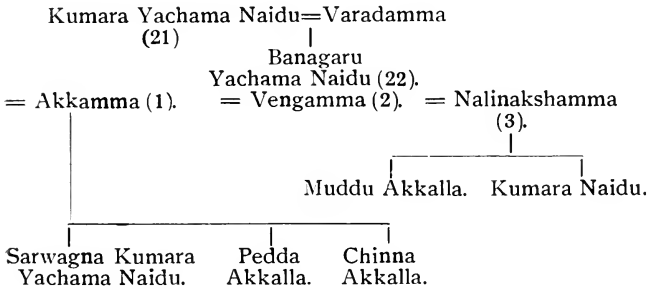 Kumara Yachama Naidu=Varadamma
(21)
Banagaru
Yachama Naidu (22).
= Akkamma (1). = Vengamma (2). = Nalinakshamma
(3).
Muddu Akkalla. Kumara Naidu.
Sarwagna Kumara Pedda Chinna
Yachama Naidu. Akkalla. Akkalla.